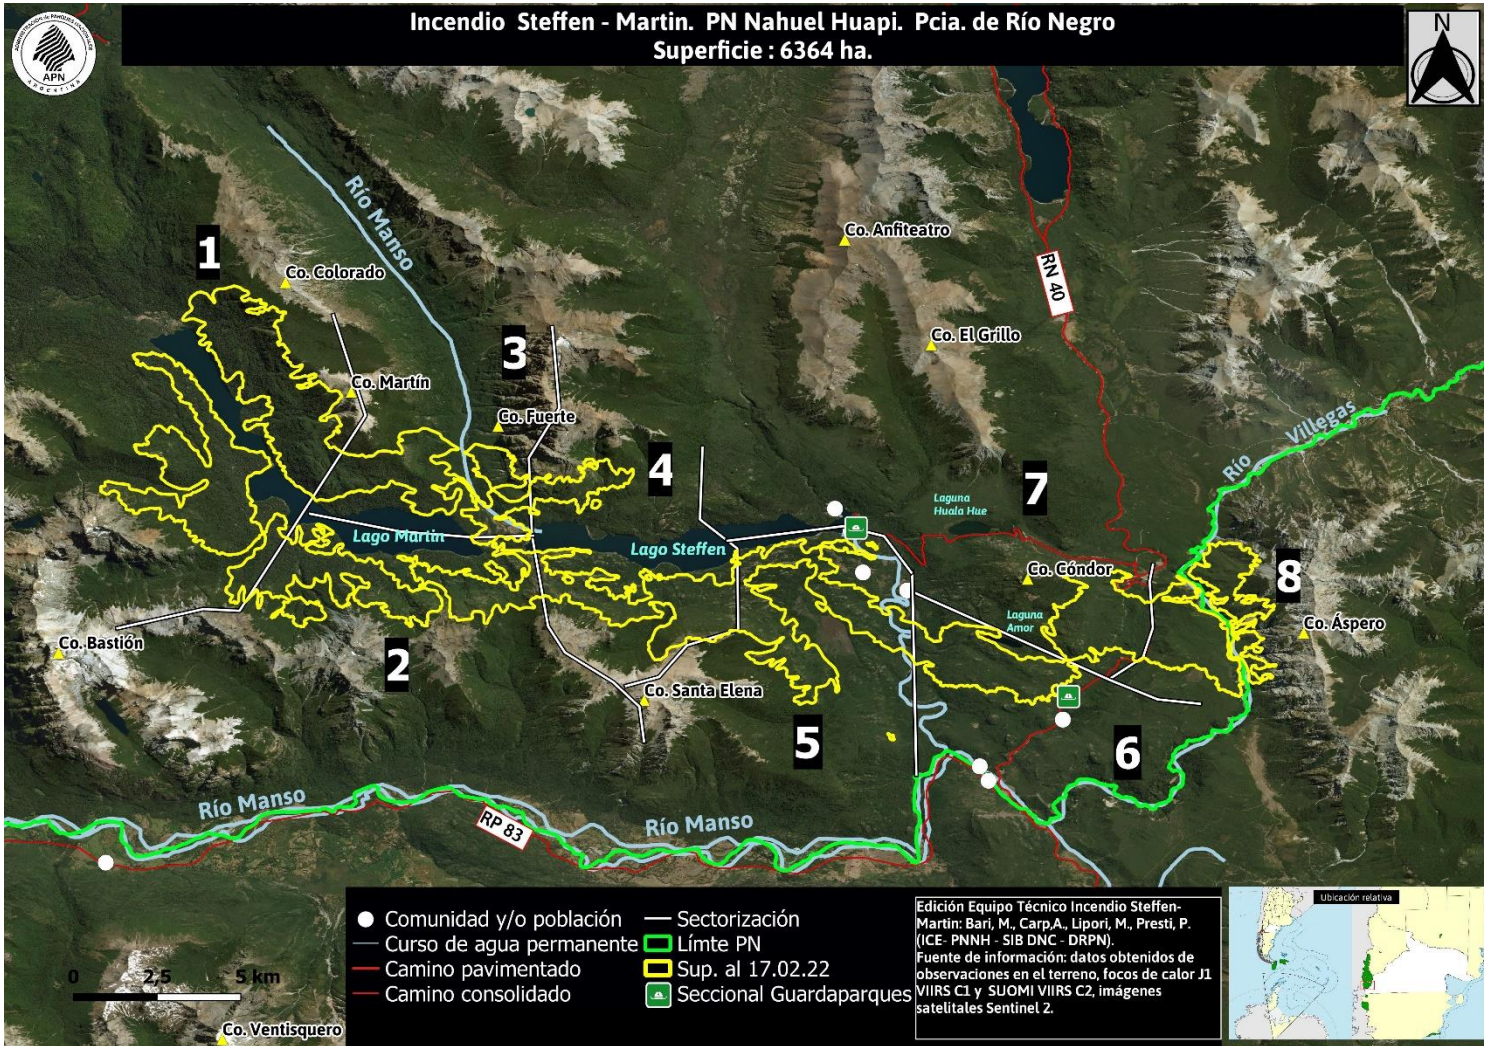 Incendio Steffen - Martin. PN Nahuel Huapi. Pcia. de Río Negro
Superficie : 6364 ha.
APN
ARGENTINA
N
Río Manso
1
Co. Colorado
Co. Anfiteatro
RN 40
3
Co. El Grillo
Co. Martín
Co. Fuerte
Río Villegas
4
7
Laguna
Huala Hue
Lago Martin
Lago Steffen
Co. Cóndor
8
Laguna
Amor
Co. Áspero
Co. Bastión
2
Co. Santa Elena
5
6
Río Manso
RP 83
Río Manso
Comunidad y/o población
Curso de agua permanente
Camino pavimentado
Camino consolidado
Sectorización
Límte PN
Sup. al 17.02.22
Seccional Guardaparques
0 2,5 5 km
Co. Ventisquero
Edición Equipo Técnico Incendio Steffen-
Martin: Bari, M., Carp,A., Lipori, M., Presti, P.
(ICE- PNNH - SIB DNC - DRPN).
Fuente de información: datos obtenidos de
observaciones en el terreno, focos de calor J1
VIIRS C1 y SUOMI VIIRS C2, imágenes
satelitales Sentinel 2.
Ubicación relativa